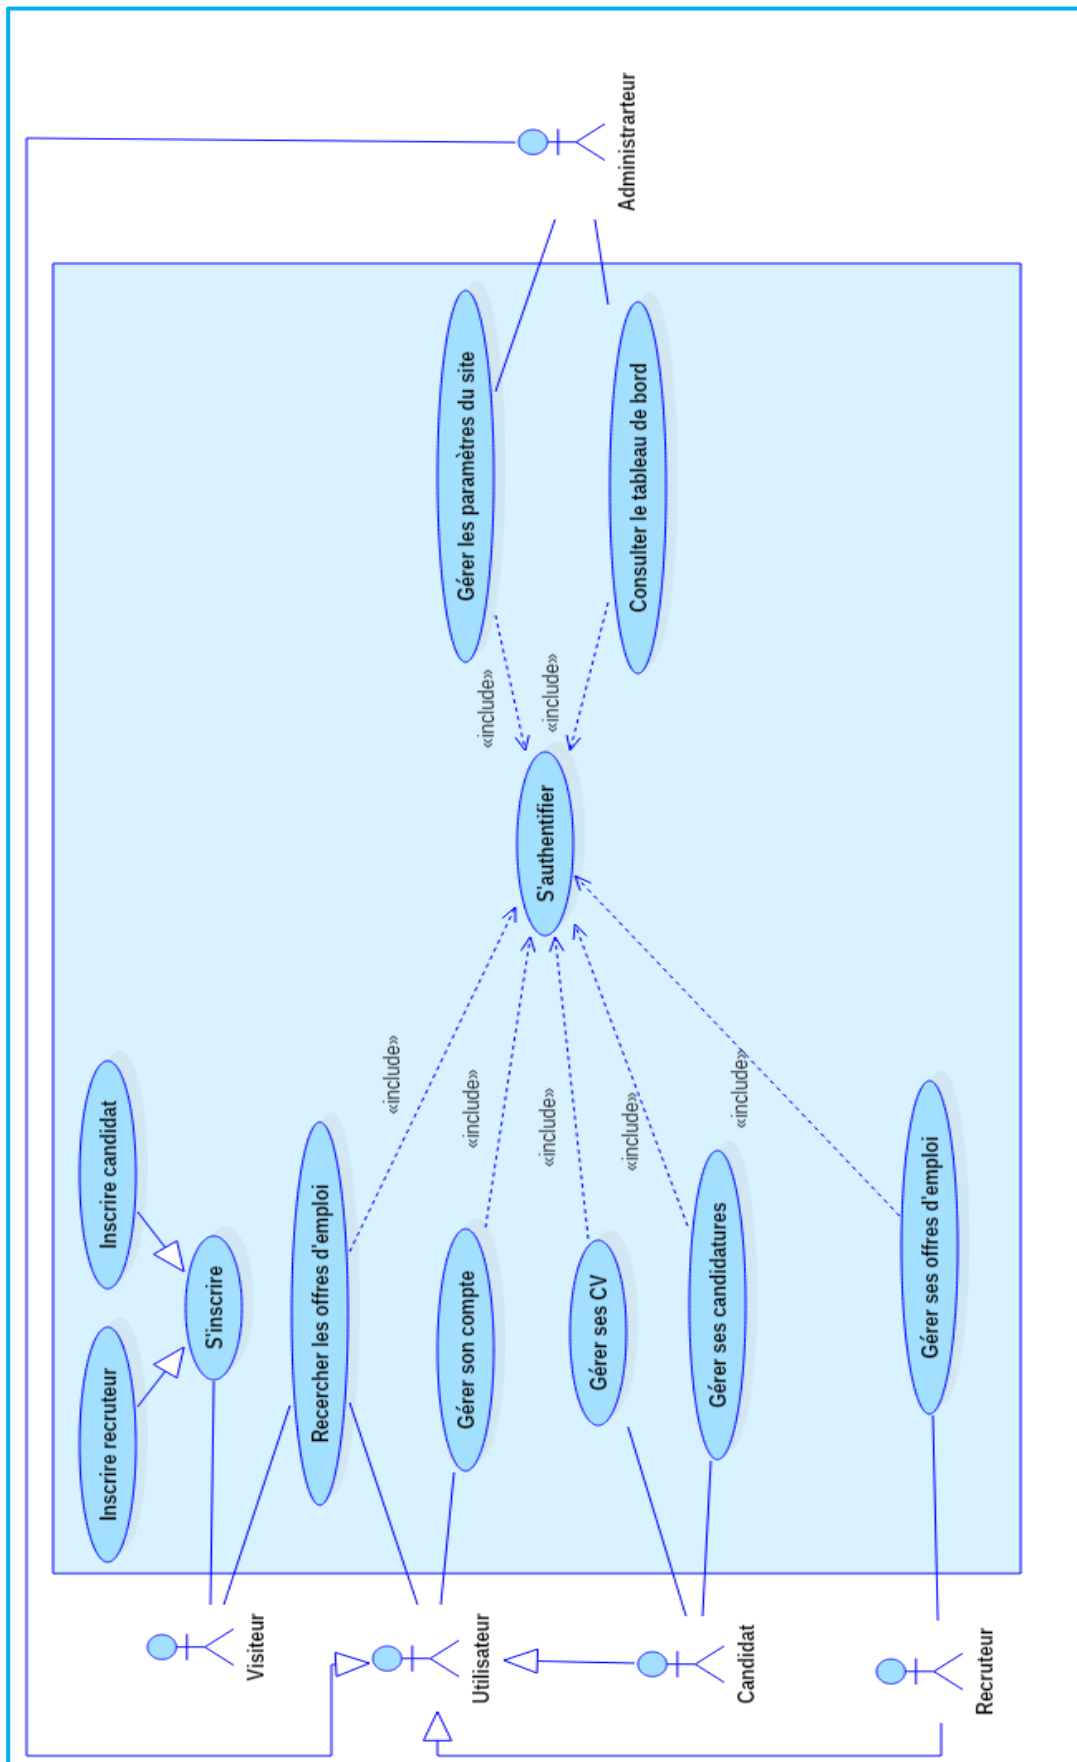 Inscrire recruteur
Inscrire candidat
S'inscrire
Visiteur
Recercher les offres d'emploi
«include»
Utilisateur
Gérer son compte
«include»
Gérer les paramètres du site
«include»
S'authentifier
«include»
Gérer ses CV
«include»
Administrarteur
Consulter le tableau de bord
«include»
Candidat
Gérer ses candidatures
«include»
Gérer ses offres d'emploi
Recruteur